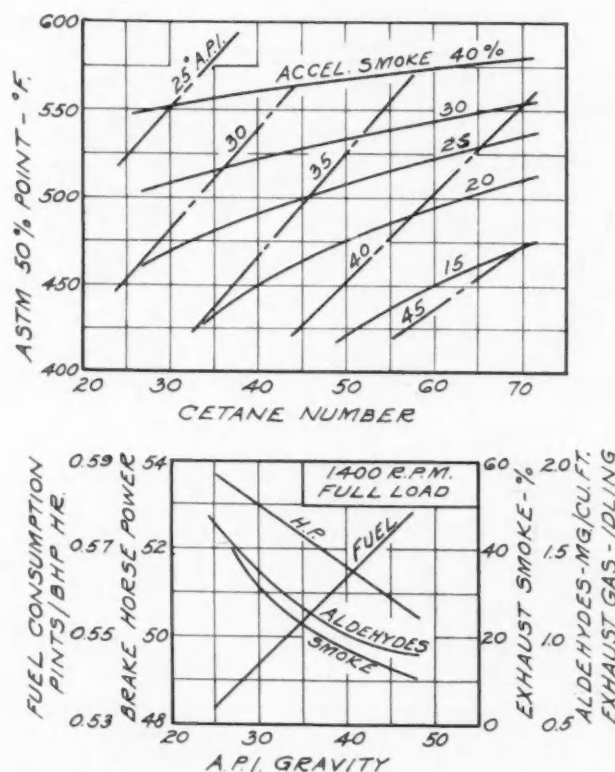 600
550
500
450
400
ASTM 50% POINT - °F.
25° A.P.I.
ACCEL. SMOKE 40%
30
30
35
25
20
40
15
45
20 30 40 50 60 70
CETANE NUMBER
FUEL CONSUMPTION
PINTS/BHP HR.
0.59
0.57
0.55
0.53
BRAKE HORSE POWER
54
52
50
48
1400 R.P.M.
FULL LOAD
H.P.
FUEL
ALDEHYDES
SMOKE
60
40
20
0
EXHAUST SMOKE-%
2.0
1.5
1.0
0.5
ALDEHYDES-MG/CU.FT.
EXHAUST GAS-IDLING
20 30 40 50
A.P.I. GRAVITY